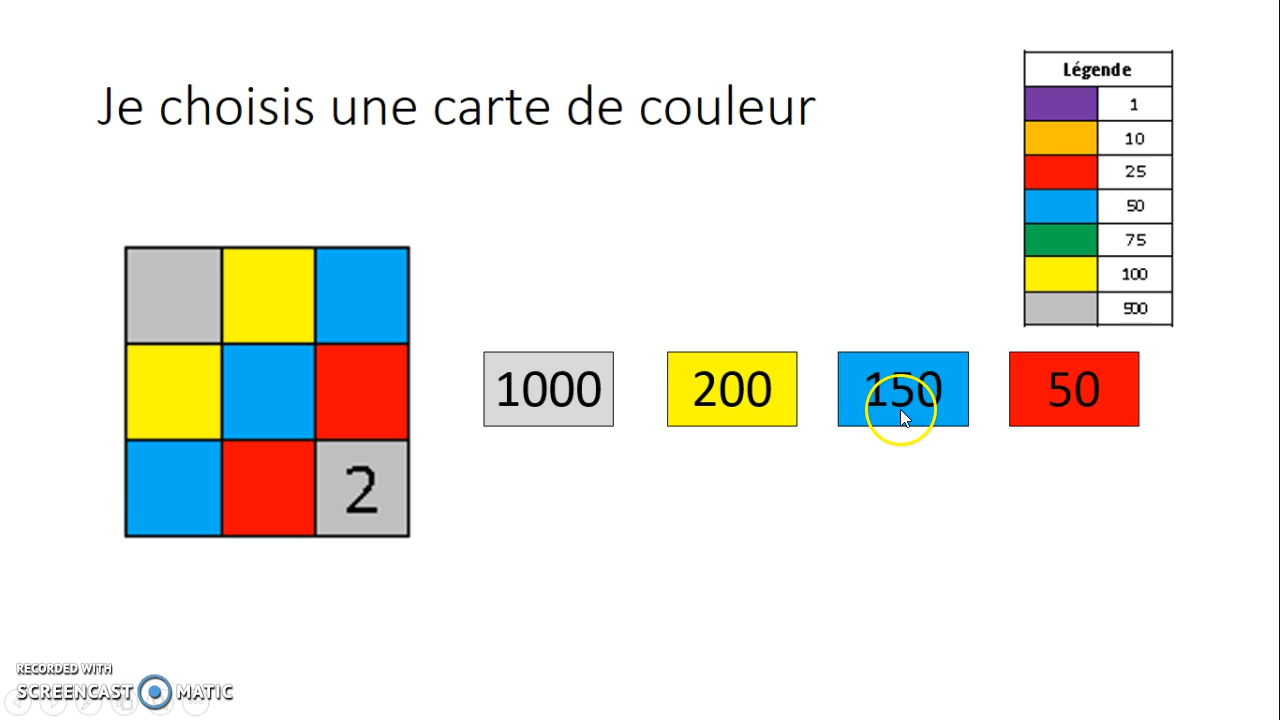 Je choisis une carte de couleur
Légende
1
10
25
50
75
100
500
1000 200 150 50
2
RECORDED WITH
SCREENCAST MATIC